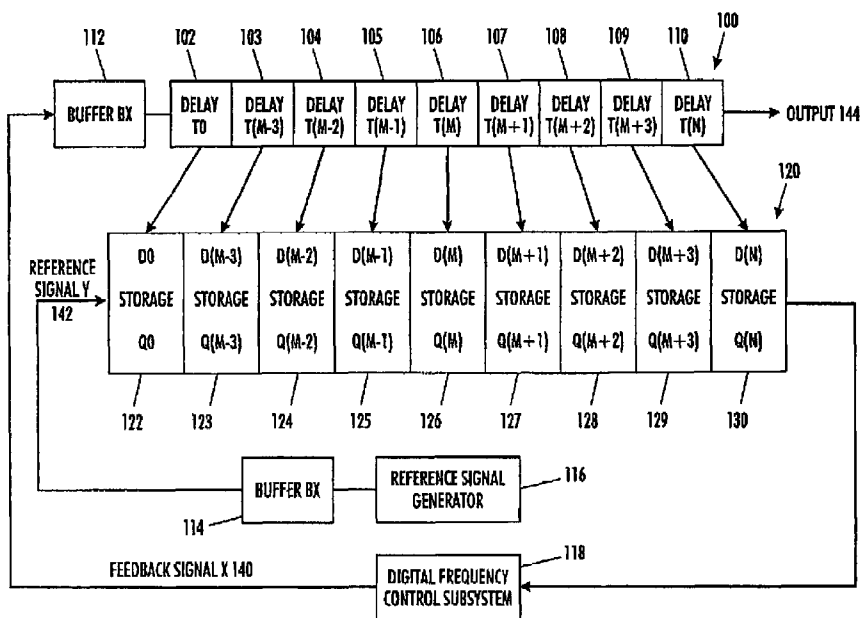 112 102 103 104 105 106 107 108 109 110 100
BUFFER BX
DELAY T0
DELAY T(M-3)
DELAY T(M-2)
DELAY T(M-1)
DELAY T(M)
DELAY T(M+1)
DELAY T(M+2)
DELAY T(M+3)
DELAY T(N)
OUTPUT 144
120
REFERENCE
SIGNAL Y
142
D0 D(M-3) D(M-2) D(M-1) D(M) D(M+1) D(M+2) D(M+3) D(N)
STORAGE STORAGE STORAGE STORAGE STORAGE STORAGE STORAGE STORAGE STORAGE
Q0 Q(M-3) Q(M-2) Q(M-1) Q(M) Q(M+1) Q(M+2) Q(M+3) Q(N)
122 123 124 125 126 127 128 129 130
BUFFER BX
114
REFERENCE SIGNAL
GENERATOR
116
FEEDBACK SIGNAL X 140
118
DIGITAL FREQUENCY
CONTROL SUBSYSTEM